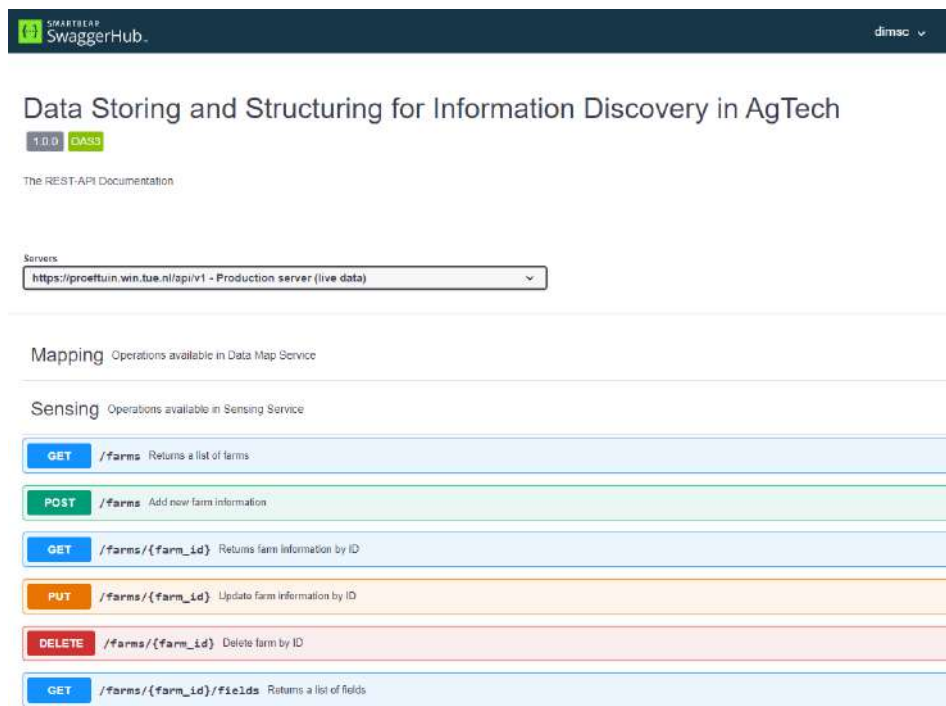 SMARTBEAR
SwaggerHub™
dimsc
Data Storing and Structuring for Information Discovery in AgTech
1.0.0 OAS3
The REST-API Documentation
Servers
https://proeftuin.win.tue.nl/api/v1 - Production server (live data)
Mapping Operations available in Data Map Service
Sensing Operations available in Sensing Service
GET /farms Returns a list of farms
POST /farms Add new farm information
GET /farms/{farm_id} Returns farm information by ID
PUT /farms/{farm_id} Update farm information by ID
DELETE /farms/{farm_id} Delete farm by ID
GET /farms/{farm_id}/fields Returns a list of fields